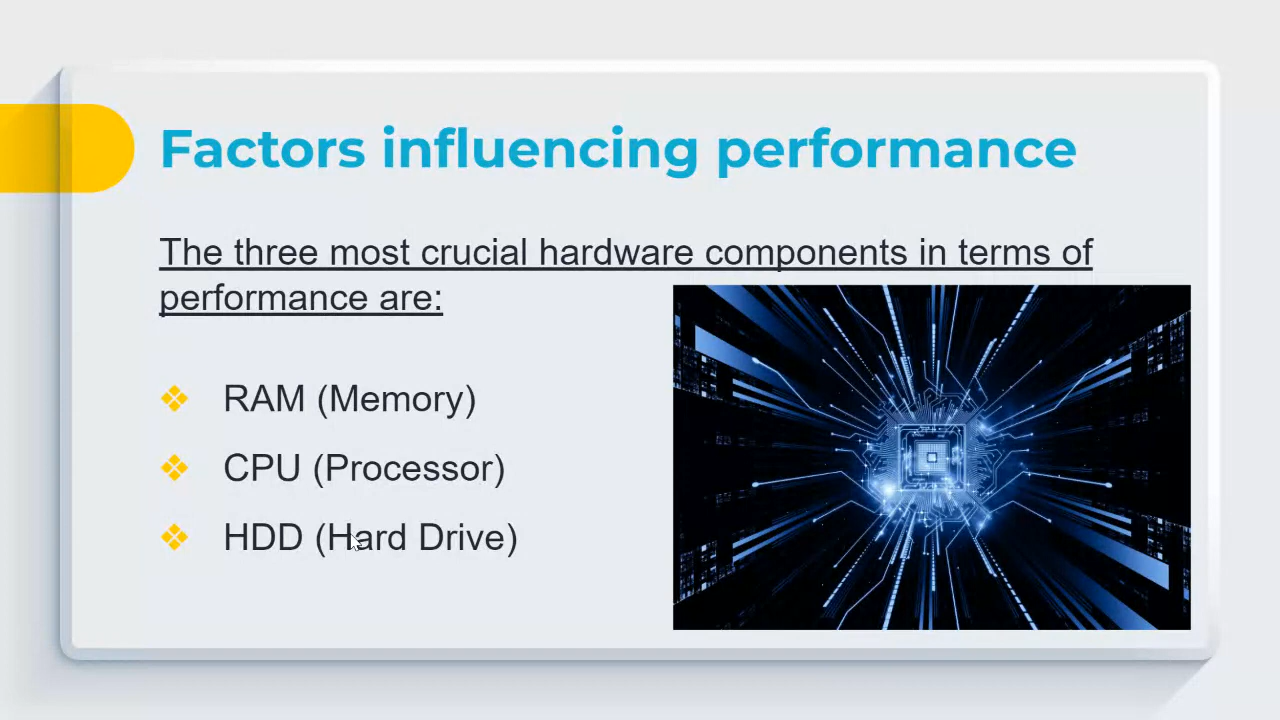 Factors influencing performance
The three most crucial hardware components in terms of
performance are:
RAM (Memory)
CPU (Processor)
HDD (Hard Drive)